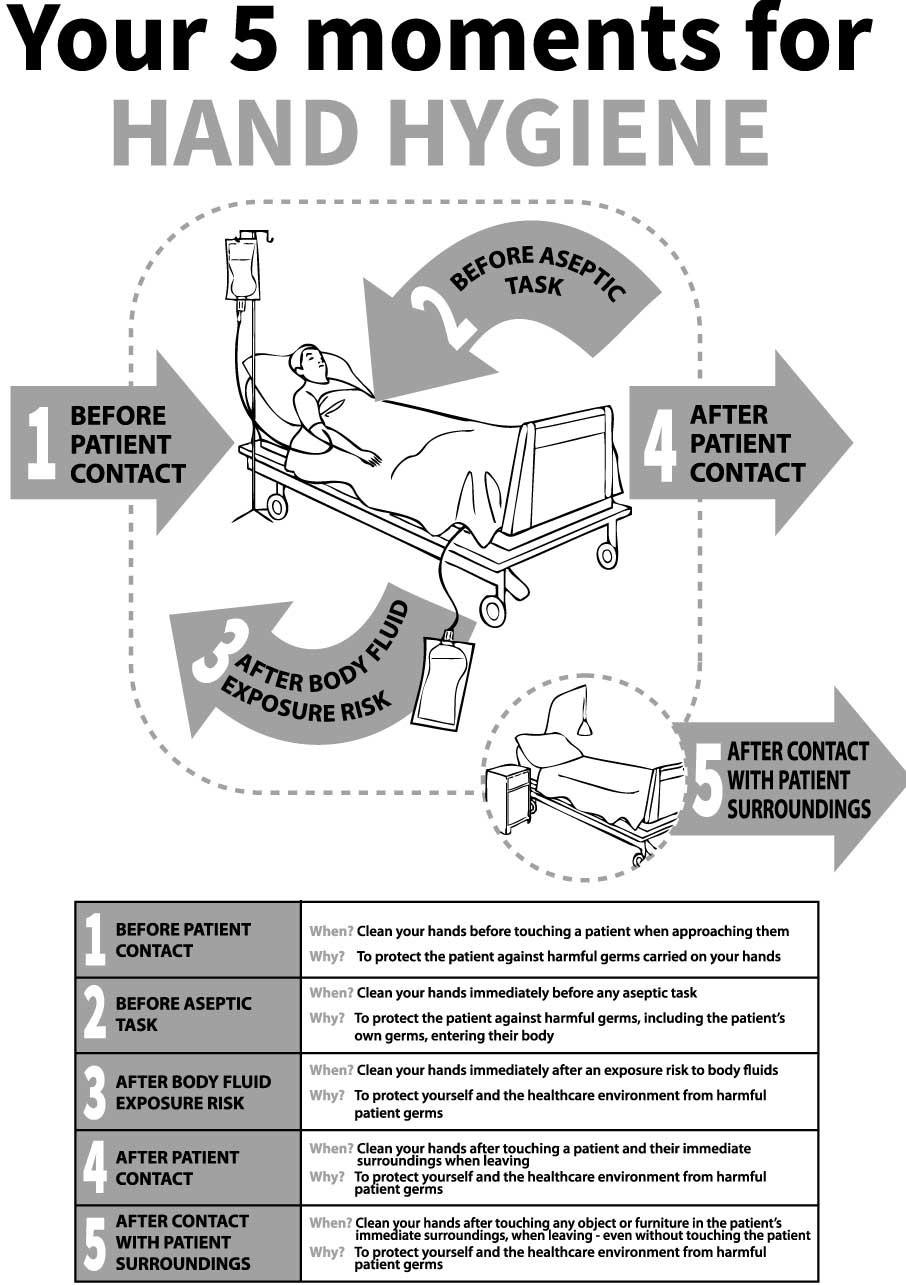 Your 5 moments for
HAND HYGIENE
BEFORE ASEPTIC
TASK
2
1
BEFORE
PATIENT
CONTACT
4
AFTER
PATIENT
CONTACT
3
AFTER BODY FLUID
EXPOSURE RISK
5
AFTER CONTACT
WITH PATIENT
SURROUNDINGS
1
BEFORE PATIENT
CONTACT
When? Clean your hands before touching a patient when approaching them
Why? To protect the patient against harmful germs carried on your hands
2
BEFORE ASEPTIC
TASK
When? Clean your hands immediately before any aseptic task
Why? To protect the patient against harmful germs, including the patient's
own germs, entering their body
3
AFTER BODY FLUID
EXPOSURE RISK
When? Clean your hands immediately after an exposure risk to body fluids
Why? To protect yourself and the healthcare environment from harmful
patient germs
4
AFTER PATIENT
CONTACT
When? Clean your hands after touching a patient and their immediate
surroundings when leaving
Why? To protect yourself and the healthcare environment from harmful
patient germs
5
AFTER CONTACT
WITH PATIENT
SURROUNDINGS
When? Clean your hands after touching any object or furniture in the patient's
immediate surroundings, when leaving - even without touching the patient
Why? To protect yourself and the healthcare environment from harmful
patient germs